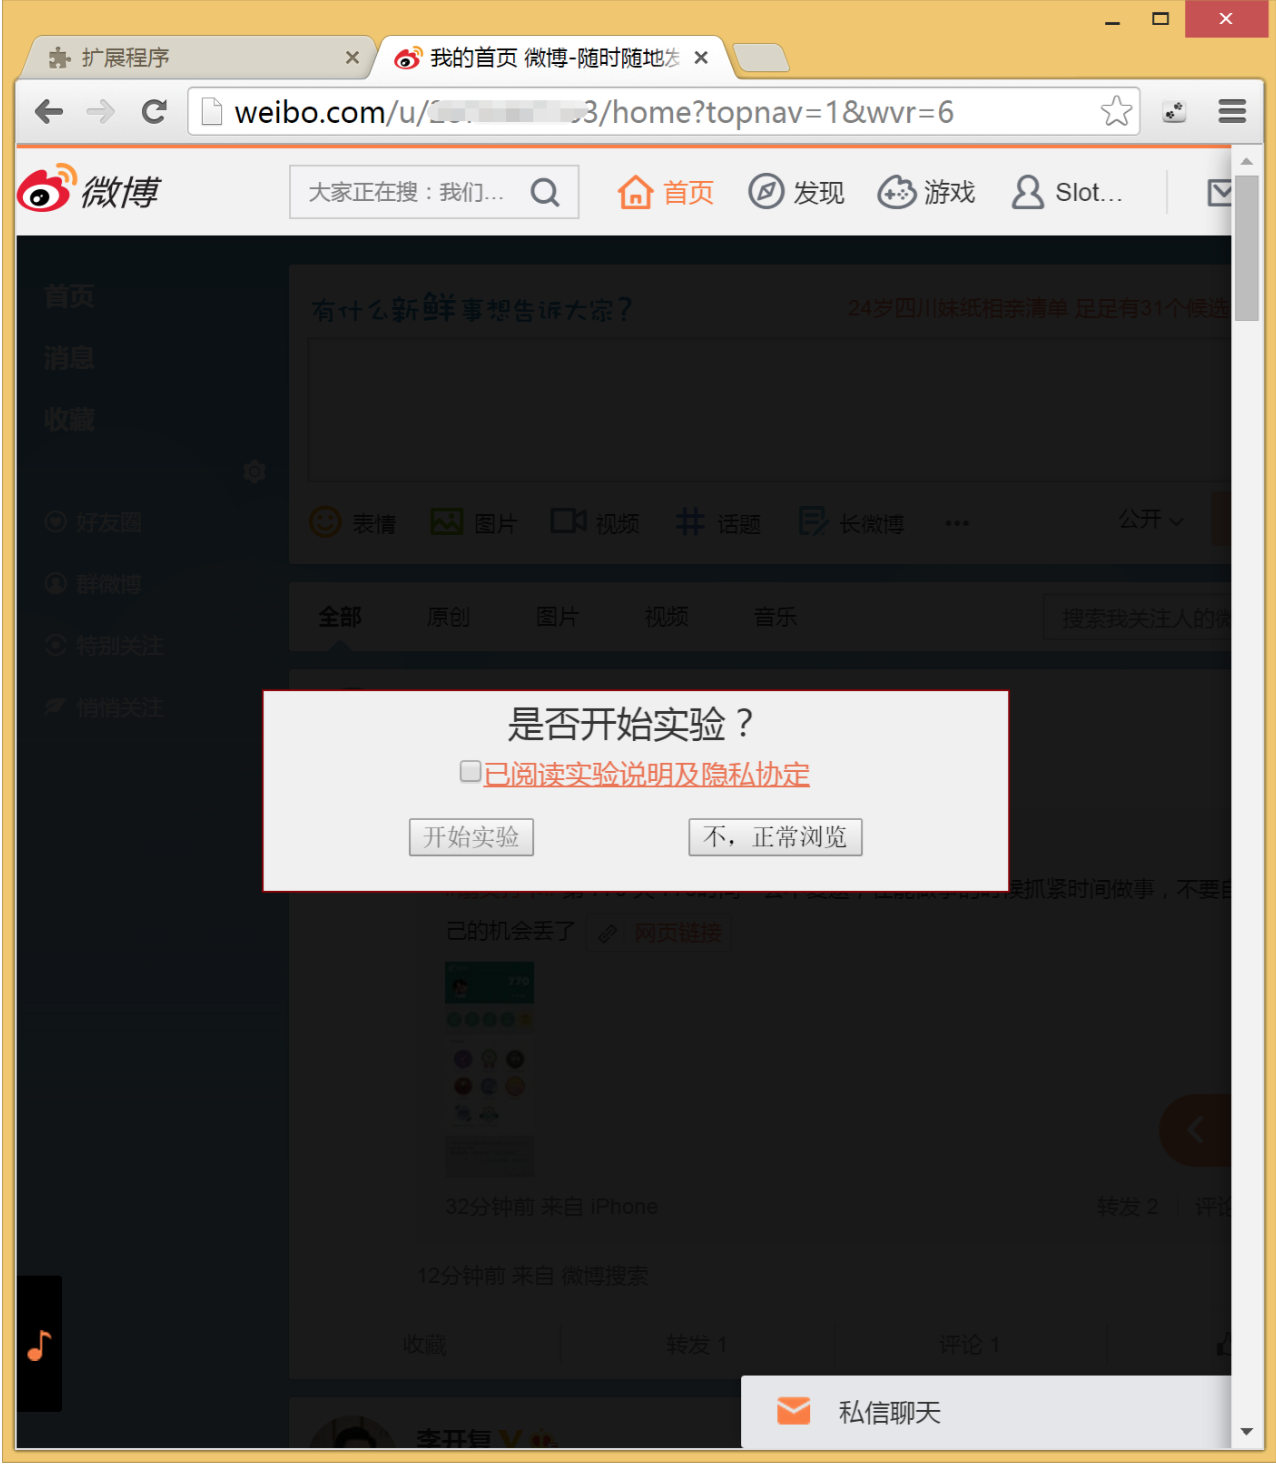 扩展程序
我的首页 微博-随时随地发
weibo.com/u/2 3/home?topnav=1&wvr=6
微博
大家正在搜：我们...
首页
发现
游戏
Slot...
首页
消息
收藏
好友圈
群微博
特别关注
悄悄关注
有什么新鲜事想告诉大家？
24岁四川妹纸相亲清单 足足有31个候选
表情 图片 视频 话题 长微博 ...
公开
全部 原创 图片 视频 音乐
搜索我关注人的微
是否开始实验？
已阅读实验说明及隐私协定
开始实验
不，正常浏览
候抓紧时间做事，不要自
己的机会丢了 网页链接
270
32分钟前 来自 iPhone
转发 2 评论
12分钟前 来自 微博搜索
收藏 转发 1 评论 1
李开复 V
私信聊天